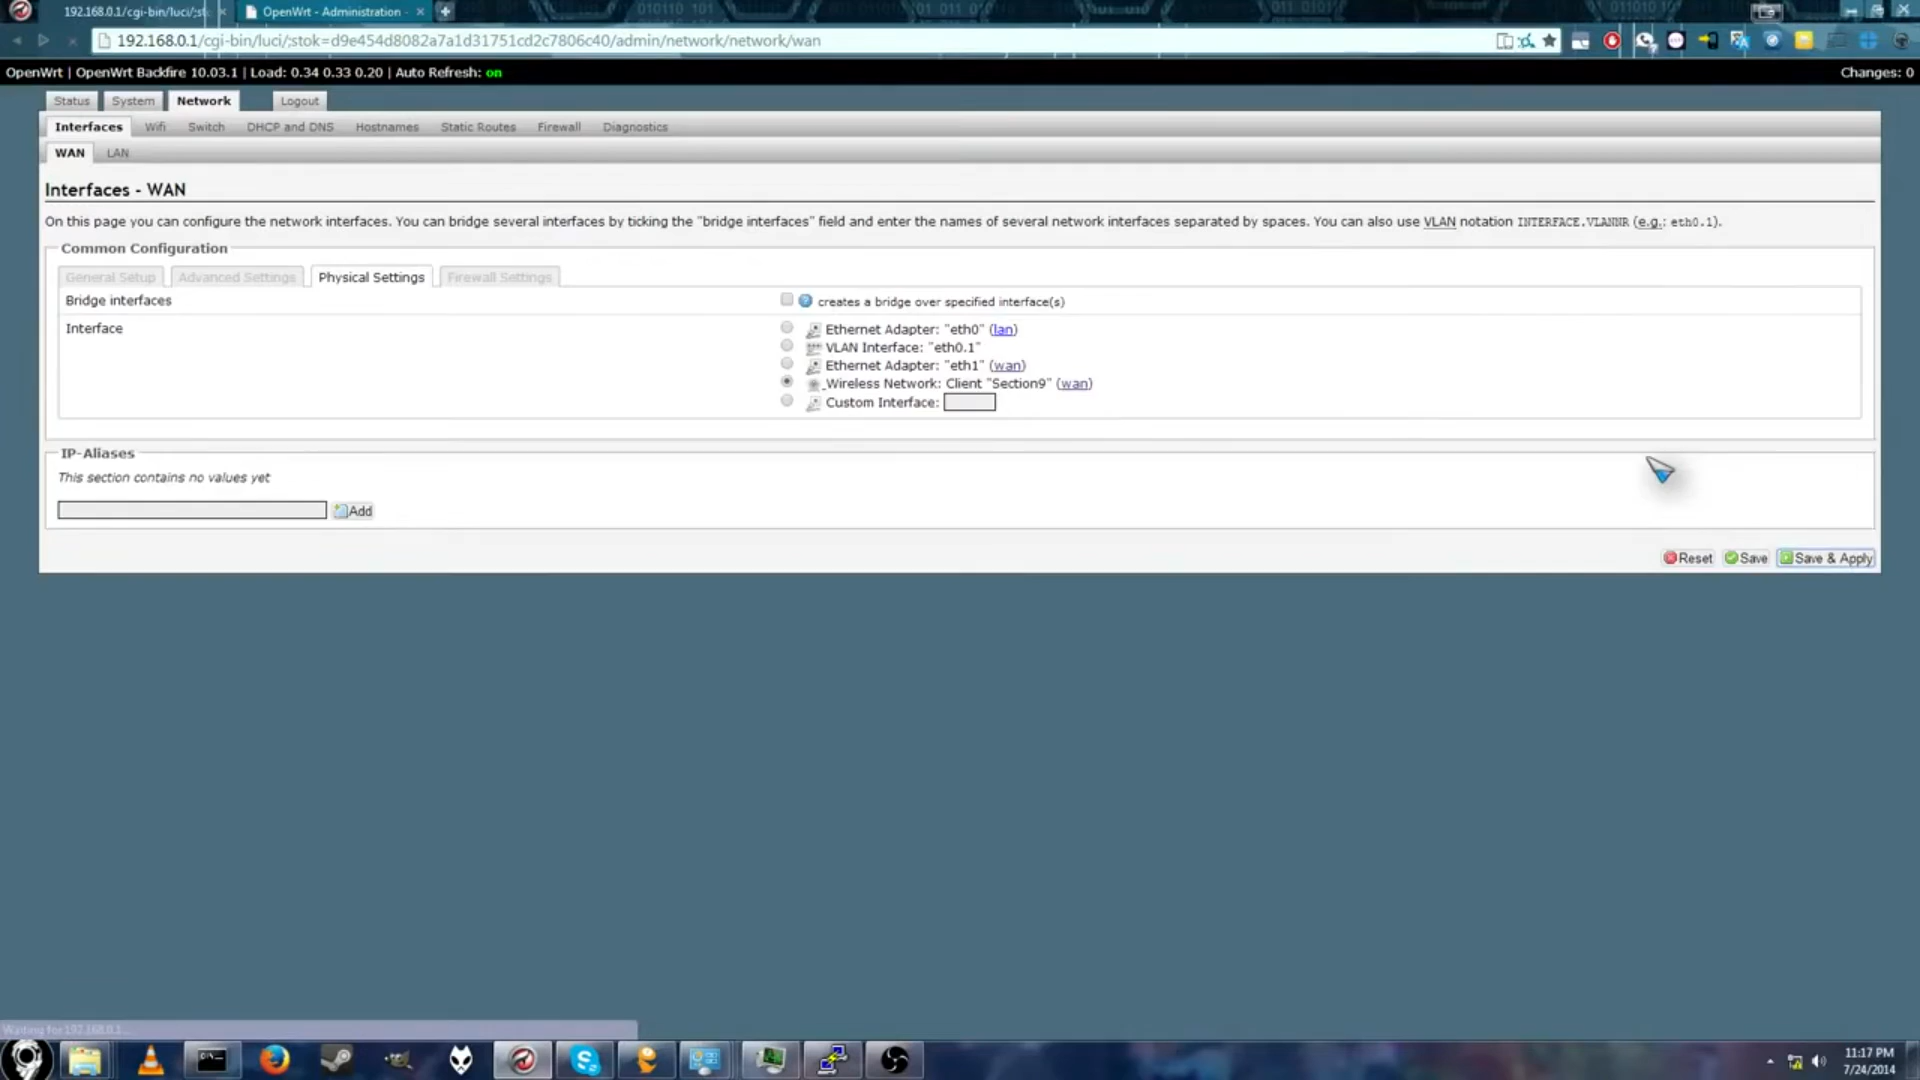 192.168.0.1/cgi-bin/luci/;st
OpenWrt - Administration
192.168.0.1/cgi-bin/luci/;stok=d9e454d8082a7a1d31751cd2c7806c40/admin/network/network/wan
OpenWrt | OpenWrt Backfire 10.03.1 | Load: 0.34 0.33 0.20 | Auto Refresh: on
Changes: 0
Status System Network Logout
Interfaces Wifi Switch DHCP and DNS Hostnames Static Routes Firewall Diagnostics
WAN LAN
Interfaces - WAN
On this page you can configure the network interfaces. You can bridge several interfaces by ticking the "bridge interfaces" field and enter the names of several network interfaces separated by spaces. You can also use VLAN notation INTERFACE.VLANNR (e.g.: eth0.1).
Common Configuration
General Setup Advanced Settings Physical Settings Firewall Settings
Bridge interfaces creates a bridge over specified interface(s)
Interface Ethernet Adapter: "eth0" (lan)
VLAN Interface: "eth0.1"
Ethernet Adapter: "eth1" (wan)
Wireless Network: Client "Section9" (wan)
Custom Interface:
IP-Aliases
This section contains no values yet
Add
Reset Save Save & Apply
Waiting for 192.168.0.1...
11:17 PM
7/24/2014